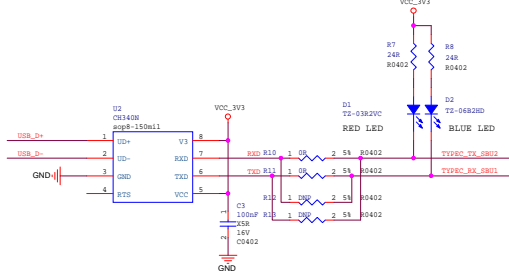 VCC_3V3
R7
24R
R0402
R8
24R
R0402
U2
CH340N
sop8-150mil
VCC_3V3
D1
TZ-03R2VC
RED LED
D2
TZ-06B2HD
BLUE LED
USB_D+
1
UD+
V3
8
USB_D-
2
UD-
RXD
7
RXD
R10
1
0R
2
5%
R0402
TYPEC_TX_SBU2
GND
3
GND
TXD
6
TXD
R11
1
0R
2
5%
R0402
TYPEC_RX_SBU1
4
RTS
VCC
5
R12
1
DNP
2
5%
R0402
R13
1
DNP
2
5%
R0402
C3
100nF
X5R
16V
C0402
1
2
GND